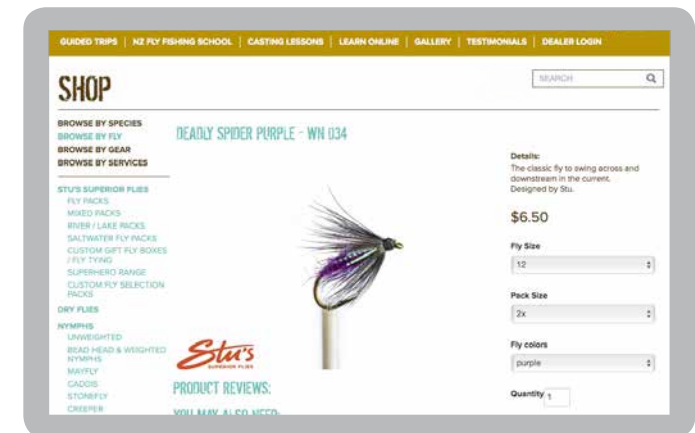 GUIDED TRIPS | NZ FLY FISHING SCHOOL | CASTING LESSONS | LEARN ONLINE | GALLERY | TESTIMONIALS | DEALER LOGIN
SHOP
SEARCH
BROWSE BY SPECIES
BROWSE BY FLY
BROWSE BY GEAR
BROWSE BY SERVICES
STU'S SUPERIOR FLIES
FLY PACKS
MIXED PACKS
RIVER / LAKE PACKS
SALTWATER FLY PACKS
CUSTOM GIFT FLY BOXES
/ FLY TYING
SUPERHERO RANGE
CUSTOM FLY SELECTION
PACKS
DRY FLIES
NYMPHS
UNWEIGHTED
BEAD HEAD & WEIGHTED
NYMPHS
MAYFLY
CADDIS
STONEFLY
CREEPER
DEADLY SPIDER PURPLE - WN 034
Stu's
SUPERIOR FLIES
PRODUCT REVIEWS:
YOU MAY ALSO NEED:
Details:
The classic fly to swing across and
downstream in the current.
Designed by Stu.
$6.50
Fly Size
12
Pack Size
2x
Fly colors
purple
Quantity 1